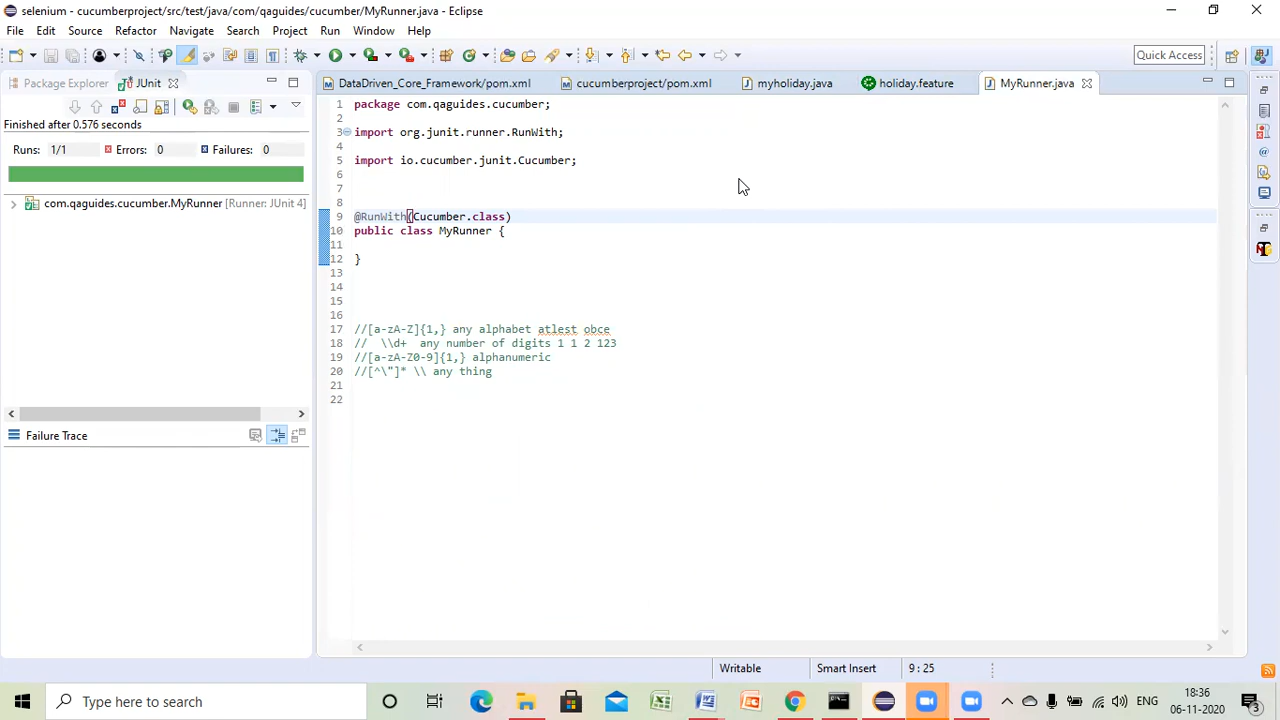 selenium - cucumberproject/src/test/java/com/qaguides/cucumber/MyRunner.java - Eclipse
File Edit Source Refactor Navigate Search Project Run Window Help
Quick Access
Package Explorer JUnit
DataDriven_Core_Framework/pom.xml cucumberproject/pom.xml myholiday.java holiday.feature MyRunner.java
Finished after 0.576 seconds
Runs: 1/1 Errors: 0 Failures: 0
com.qaguides.cucumber.MyRunner [Runner: JUnit 4]
Failure Trace
1 package com.qaguides.cucumber;
2
3 import org.junit.runner.RunWith;
4
5 import io.cucumber.junit.Cucumber;
6
7
8
9 @RunWith(Cucumber.class)
10 public class MyRunner {
11
12 }
13
14
15
16
17 //[a-zA-Z]{1,} any alphabet atlest obce
18 //  \\d+  any number of digits 1 1 2 123
19 //[a-zA-Z0-9]{1,} alphanumeric
20 //[^\"]* \\ any thing
21
22
Writable Smart Insert 9 : 25
Type here to search
ENG
18:36
06-11-2020
3